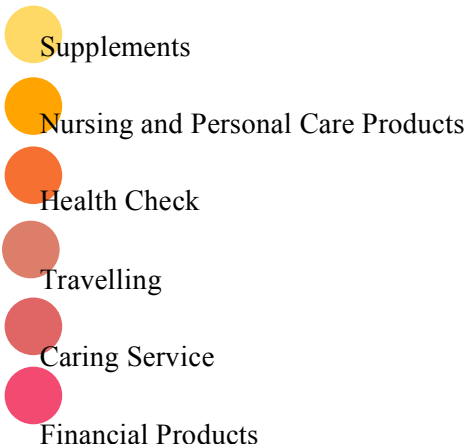 Supplements
Nursing and Personal Care Products
Health Check
Travelling
Caring Service
Financial Products